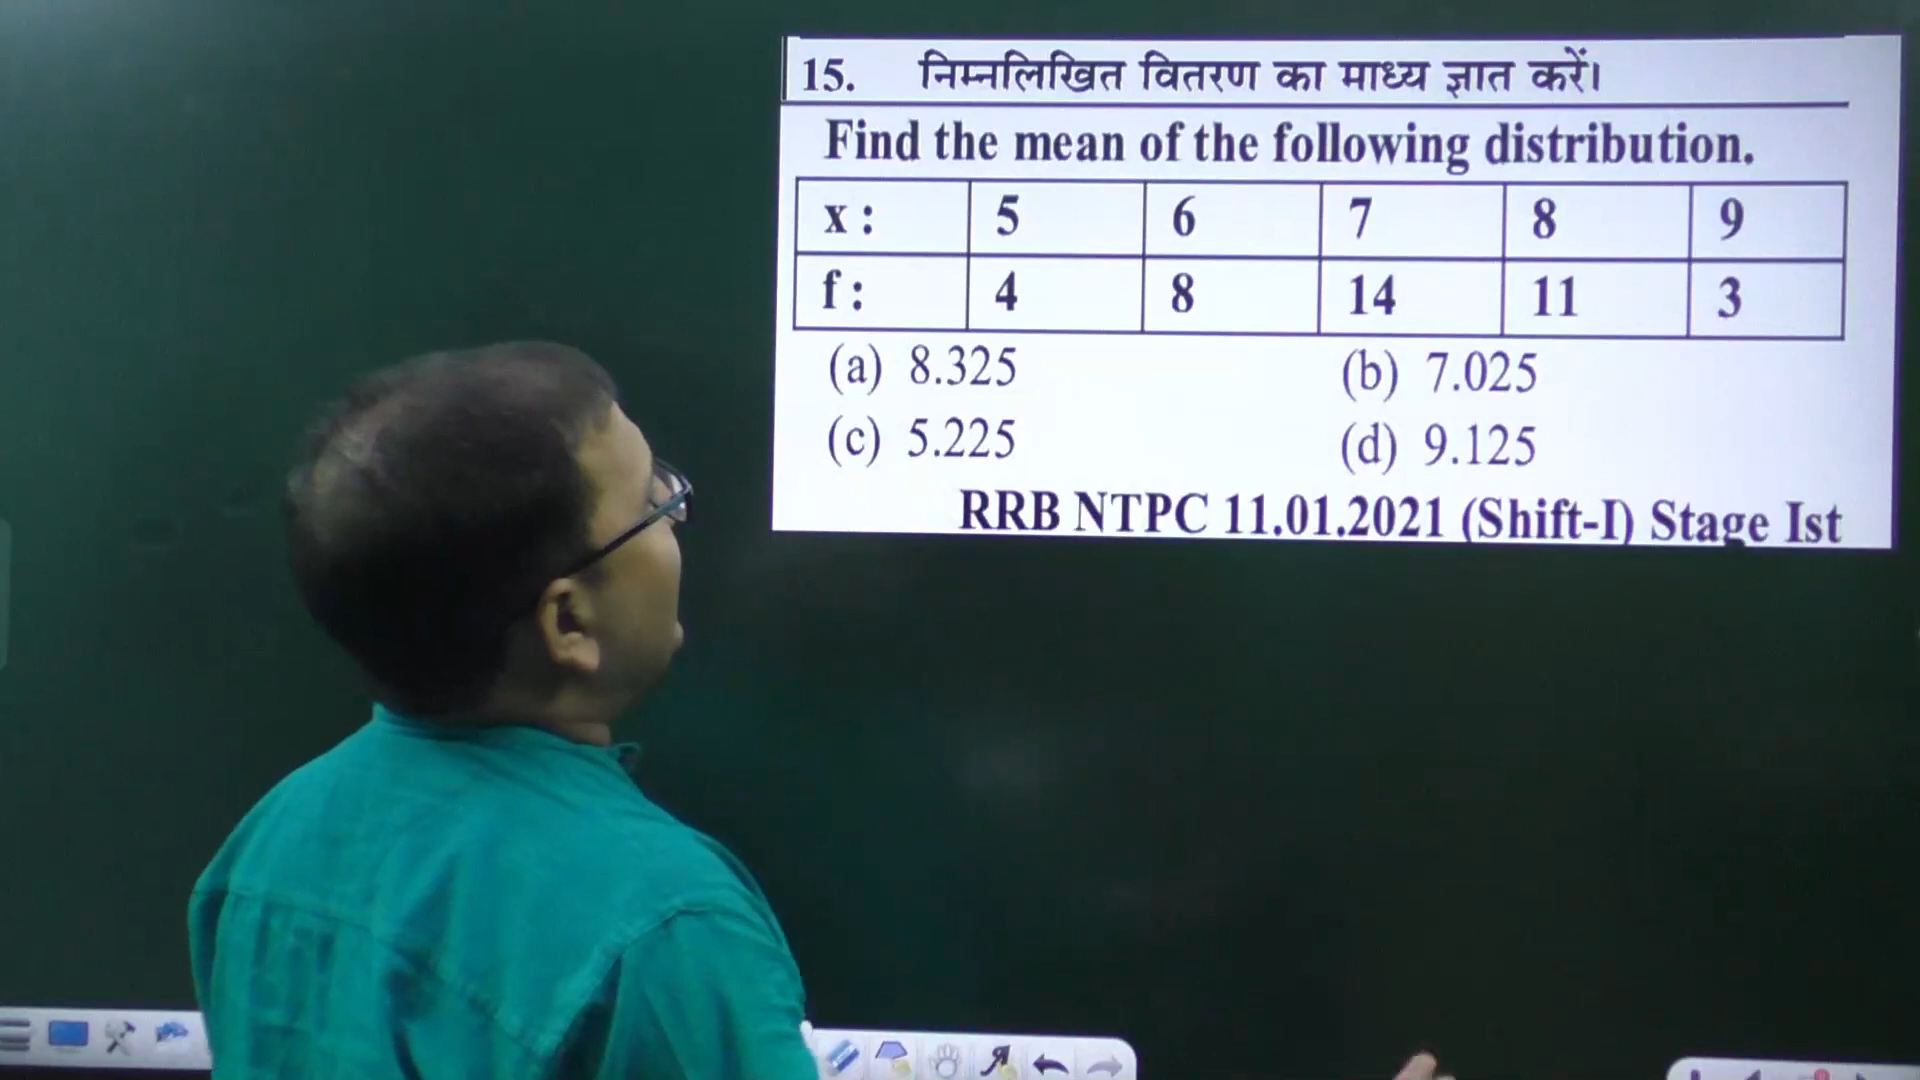 15. निम्नलिखित वितरण का माध्य ज्ञात करें।
Find the mean of the following distribution.
x : 5 6 7 8 9
f : 4 8 14 11 3
(a) 8.325 (b) 7.025
(c) 5.225 (d) 9.125
RRB NTPC 11.01.2021 (Shift-I) Stage Ist